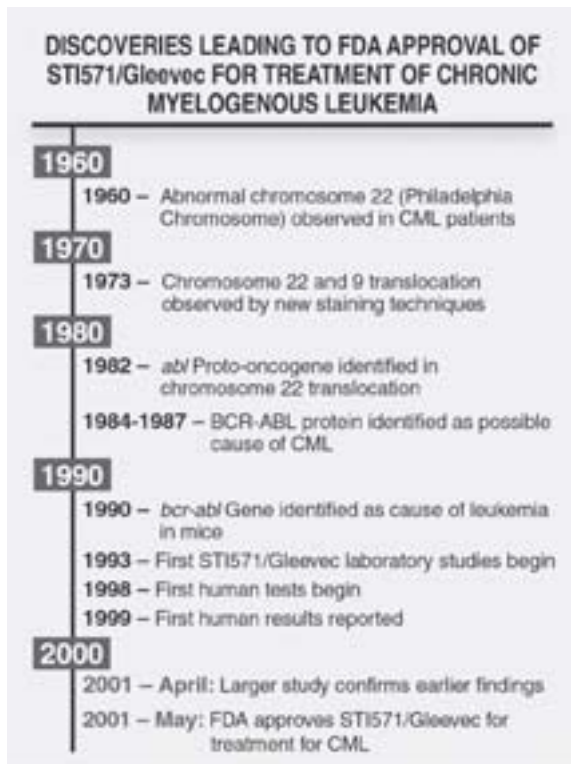 DISCOVERIES LEADING TO FDA APPROVAL OF
STI571/Gleevec FOR TREATMENT OF CHRONIC
MYELOGENOUS LEUKEMIA
1960
1960 – Abnormal chromosome 22 (Philadelphia
Chromosome) observed in CML patients
1970
1973 – Chromosome 22 and 9 translocation
observed by new staining techniques
1980
1982 – abl Proto-oncogene identified in
chromosome 22 translocation
1984-1987 – BCR-ABL protein identified as possible
cause of CML
1990
1990 – bcr-abl Gene identified as cause of leukemia
in mice
1993 – First STI571/Gleevec laboratory studies begin
1998 – First human tests begin
1999 – First human results reported
2000
2001 – April: Larger study confirms earlier findings
2001 – May: FDA approves STI571/Gleevec for
treatment for CML